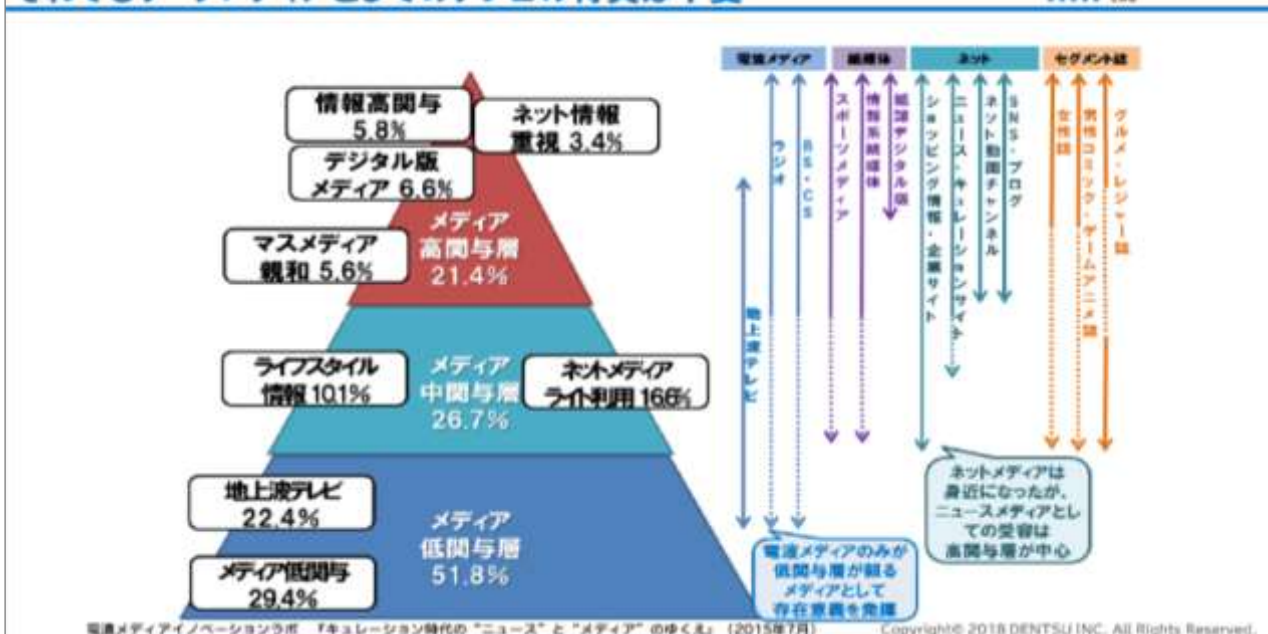 情報高関与
5.8%
ネット情報
重視 3.4%
デジタル版
メディア 6.6%
メディア
高関与層
21.4%
マスメディア
親和 5.6%
ライフスタイル
情報 10.1%
メディア
中関与層
26.7%
ネットメディア
ライト利用 16.6%
地上波テレビ
22.4%
メディア
低関与層
51.8%
メディア低関与
29.4%
電波メディア
紙媒体
ネット
セグメント誌
地上波テレビ
ラジオ
BS・CS
スポーツメディア
情報系紙媒体
新聞デジタル版
ショッピング情報・企業サイト
ニュース・キュレーションサイト
ネット動画チャンネル
SNS・ブログ
女性誌
男性コミック・ゲームアニメ誌
グルメ・レジャー誌
ネットメディアは
身近になったが、
ニュースメディアとし
ての受容は
高関与層が中心
電波メディアのみが
低関与層が観る
メディアとして
存在意義を発揮
電通メディアイノベーションラボ 『キュレーション時代の "ニュース" と "メディア" のゆくえ』 (2015年7月)
Copyright© 2018 DENTSU INC. All Rights Reserved.